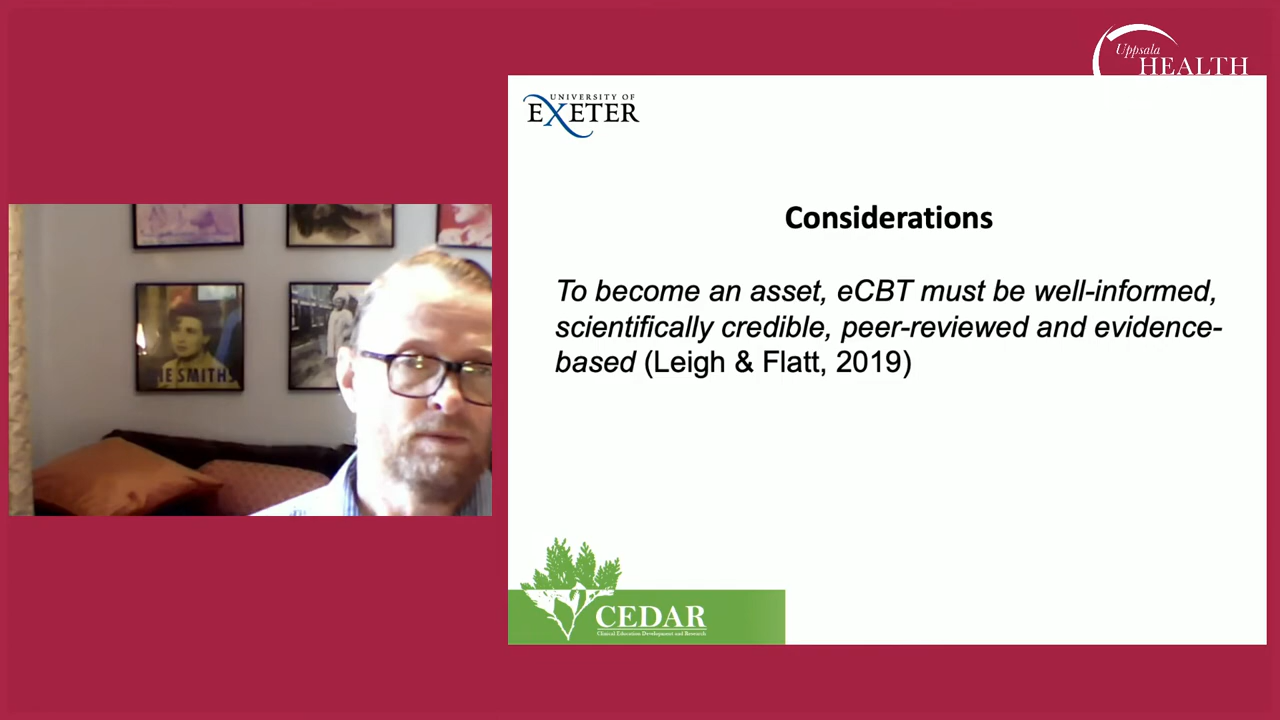 Uppsala
HEALTH
UNIVERSITY OF
EXETER
Considerations
To become an asset, eCBT must be well-informed,
scientifically credible, peer-reviewed and evidence-
based (Leigh & Flatt, 2019)
THE SMITHS
CEDAR
Clinical Education Development and Research